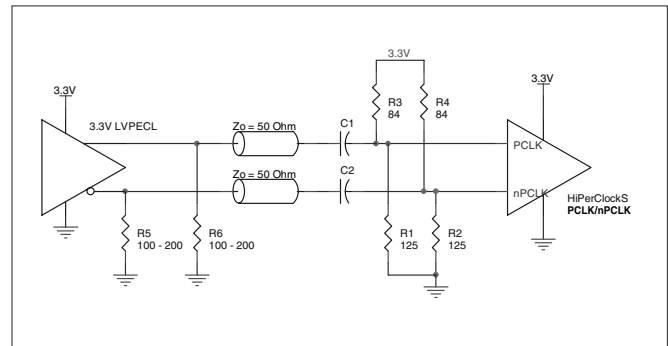 3.3V
3.3V
3.3V
R3
84
R4
84
3.3V LVPECL
Zo = 50 Ohm
C1
PCLK
Zo = 50 Ohm
C2
nPCLK
HiPerClockS
PCLK/nPCLK
R5
100 - 200
R6
100 - 200
R1
125
R2
125